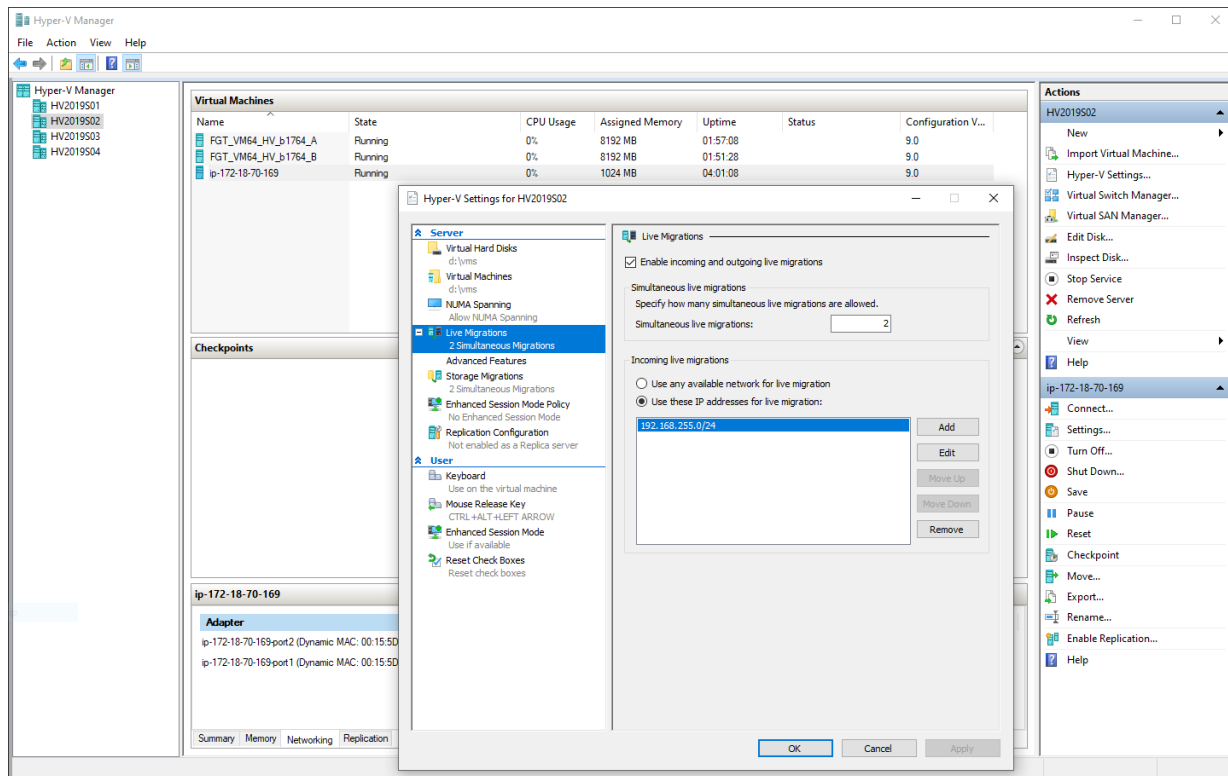 Hyper-V Manager
File Action View Help
Hyper-V Manager
HV2019S01
HV2019S02
HV2019S03
HV2019S04
Virtual Machines
Name State CPU Usage Assigned Memory Uptime Status Configuration V...
FGT_VM64_HV_b1764_A Running 0% 8192 MB 01:57:08 9.0
FGT_VM64_HV_b1764_B Running 0% 8192 MB 01:51:28 9.0
ip-172-18-70-169 Running 0% 1024 MB 04:01:08 9.0
Checkpoints
ip-172-18-70-169
Adapter
ip-172-18-70-169-port2 (Dynamic MAC: 00:15:5D
ip-172-18-70-169-port1 (Dynamic MAC: 00:15:5D
Summary Memory Networking Replication
Hyper-V Settings for HV2019S02
Server
Virtual Hard Disks
d:\vms
Virtual Machines
d:\vms
NUMA Spanning
Allow NUMA Spanning
Live Migrations
2 Simultaneous Migrations
Advanced Features
Storage Migrations
2 Simultaneous Migrations
Enhanced Session Mode Policy
No Enhanced Session Mode
Replication Configuration
Not enabled as a Replica server
User
Keyboard
Use on the virtual machine
Mouse Release Key
CTRL+ALT+LEFT ARROW
Enhanced Session Mode
Use if available
Reset Check Boxes
Reset check boxes
Live Migrations
Enable incoming and outgoing live migrations
Simultaneous live migrations
Specify how many simultaneous live migrations are allowed.
Simultaneous live migrations: 2
Incoming live migrations
Use any available network for live migration
Use these IP addresses for live migration:
192.168.255.0/24
Add
Edit
Move Up
Move Down
Remove
OK Cancel Apply
Actions
HV2019S02
New
Import Virtual Machine...
Hyper-V Settings...
Virtual Switch Manager...
Virtual SAN Manager...
Edit Disk...
Inspect Disk...
Stop Service
Remove Server
Refresh
View
Help
ip-172-18-70-169
Connect...
Settings...
Turn Off...
Shut Down...
Save
Pause
Reset
Checkpoint
Move...
Export...
Rename...
Enable Replication...
Help